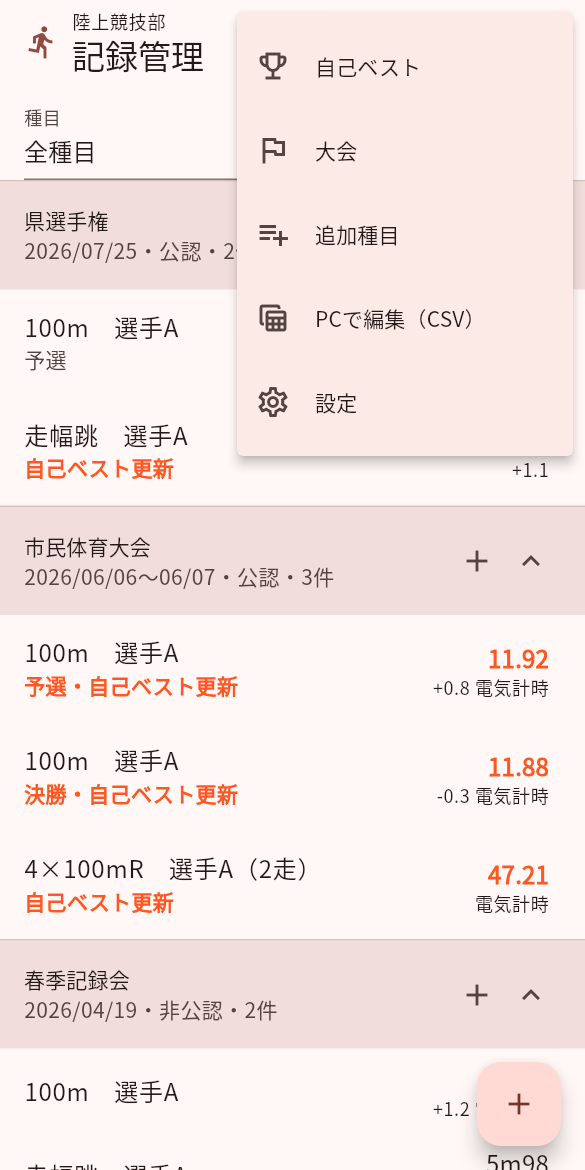 陸上競技部
記録管理
種目
全種目
自己ベスト
大会
追加種目
PCで編集（CSV）
設定
県選手権
2026/07/25・公認・2
100m　選手A
予選
走幅跳　選手A
自己ベスト更新
+1.1
市民体育大会
2026/06/06〜06/07・公認・3件
100m　選手A
11.92
予選・自己ベスト更新
+0.8 電気計時
100m　選手A
11.88
決勝・自己ベスト更新
-0.3 電気計時
4×100mR　選手A（2走）
47.21
自己ベスト更新
電気計時
春季記録会
2026/04/19・非公認・2件
100m　選手A
+1.2
走幅跳　選手A
5m98